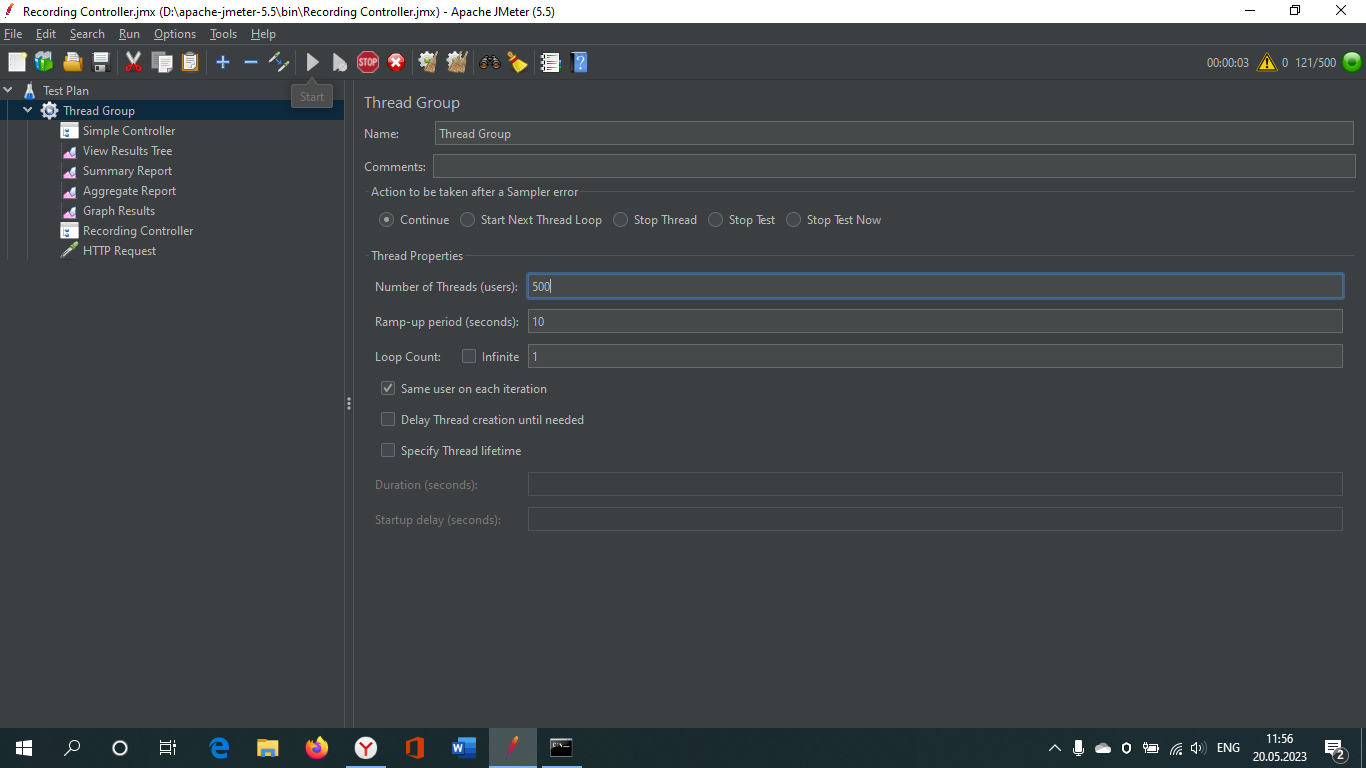 Recording Controller.jmx (D:\apache-jmeter-5.5\bin\Recording Controller.jmx) - Apache JMeter (5.5)
File Edit Search Run Options Tools Help
STOP 00:00:03 0 121/500
Start
Test Plan
Thread Group
Simple Controller
View Results Tree
Summary Report
Aggregate Report
Graph Results
Recording Controller
HTTP Request
Thread Group
Name: Thread Group
Comments:
Action to be taken after a Sampler error
Continue Start Next Thread Loop Stop Thread Stop Test Stop Test Now
Thread Properties
Number of Threads (users): 500
Ramp-up period (seconds): 10
Loop Count: Infinite 1
Same user on each iteration
Delay Thread creation until needed
Specify Thread lifetime
Duration (seconds):
Startup delay (seconds):
ENG 11:56
20.05.2023 2